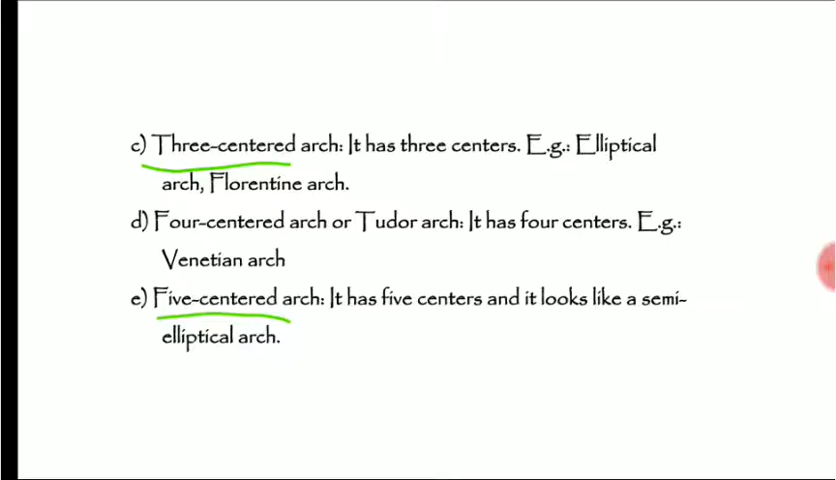 c) Three-centered arch: It has three centers. E.g.: Elliptical
arch, Florentine arch.
d) Four-centered arch or Tudor arch: It has four centers. E.g.:
Venetian arch
e) Five-centered arch: It has five centers and it looks like a semi-
elliptical arch.